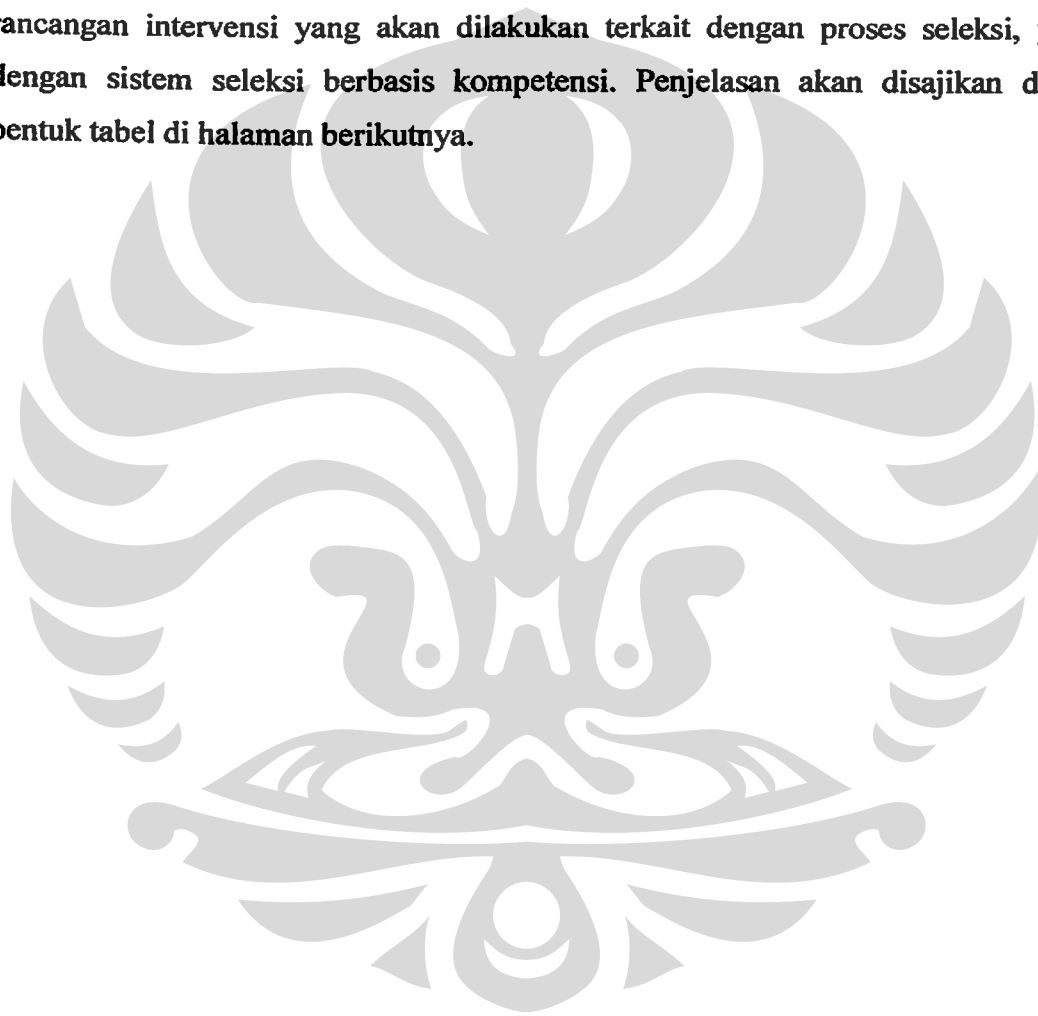 rancangan intervensi yang akan dilakukan terkait dengan proses seleksi,
dengan sistem seleksi berbasis kompetensi. Penjelasan akan disajikan
bentuk tabel di halaman berikutnya.